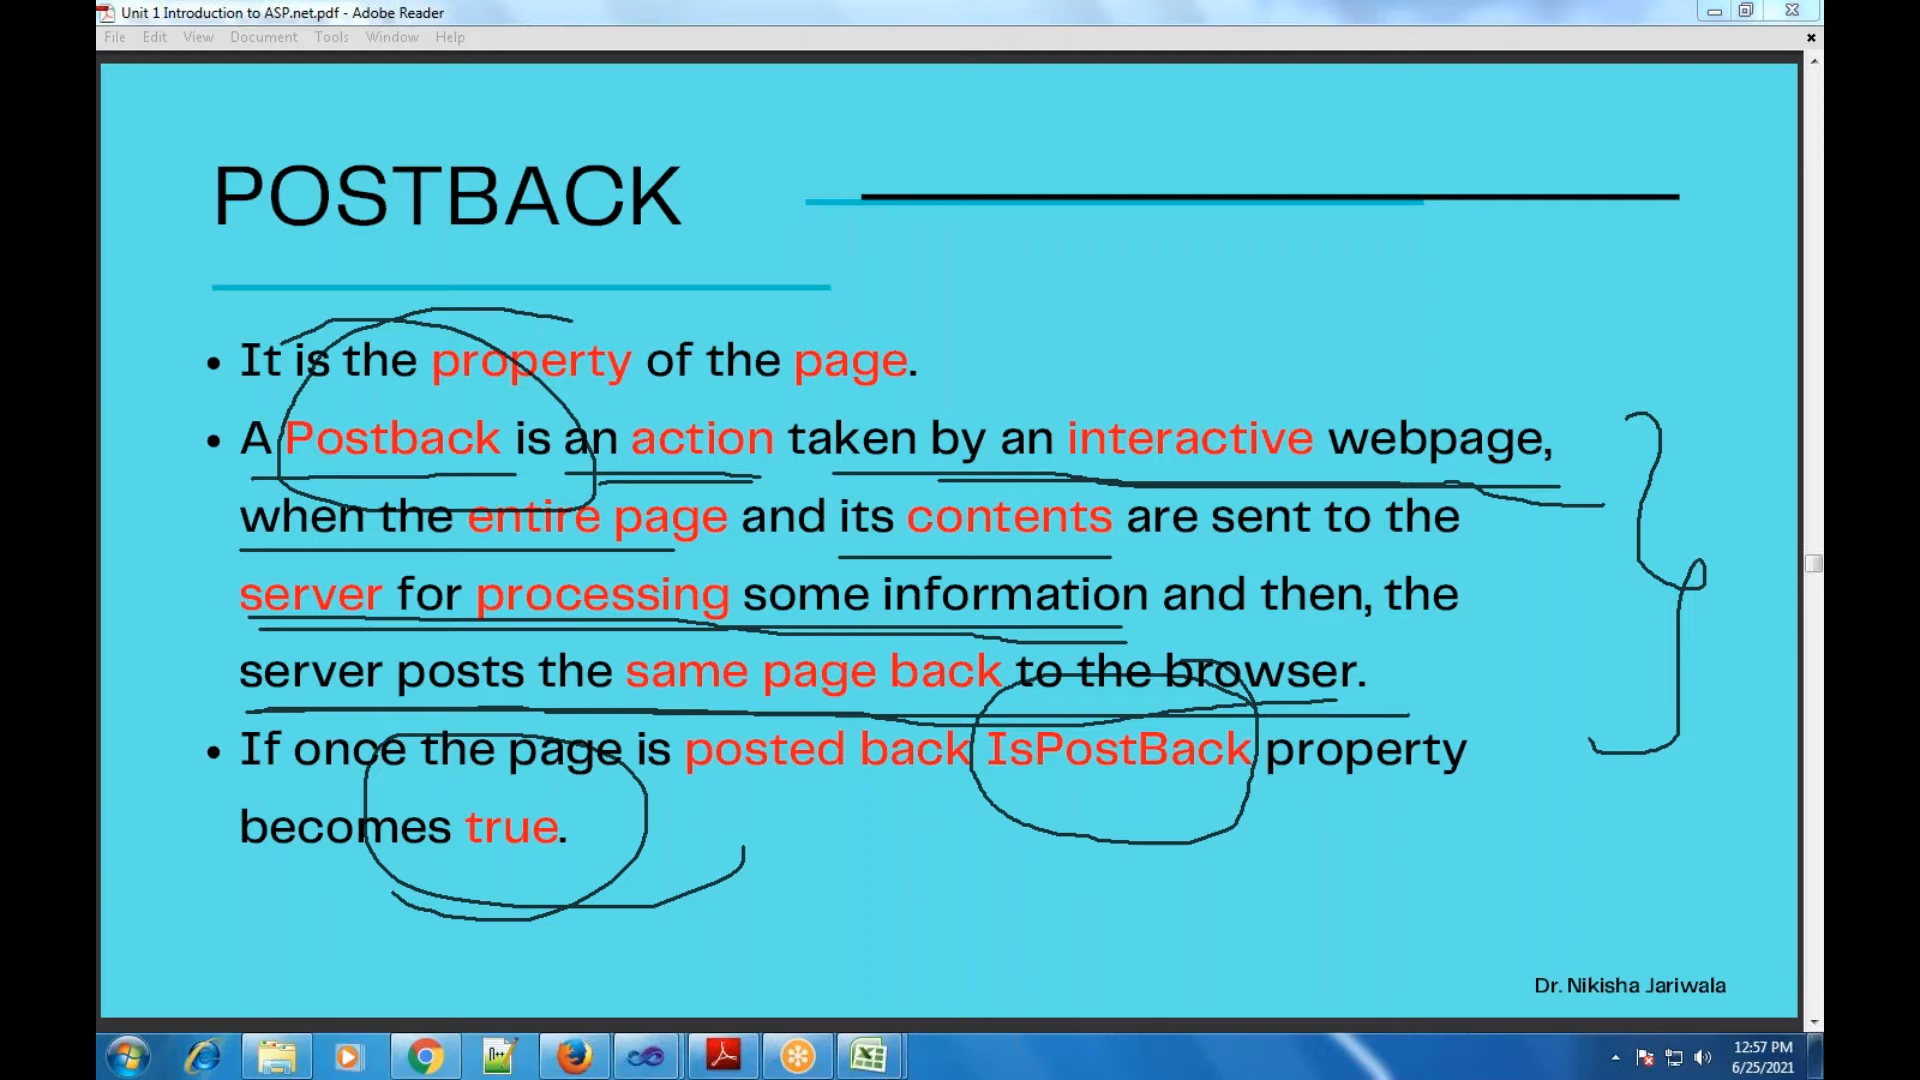 Unit 1 Introduction to ASP.net.pdf - Adobe Reader
File Edit View Document Tools Window Help
POSTBACK
• It is the property of the page.
• A Postback is an action taken by an interactive webpage,
when the entire page and its contents are sent to the
server for processing some information and then, the
server posts the same page back to the browser.
• If once the page is posted back IsPostBack property
becomes true.
Dr. Nikisha Jariwala
12:57 PM
6/25/2021